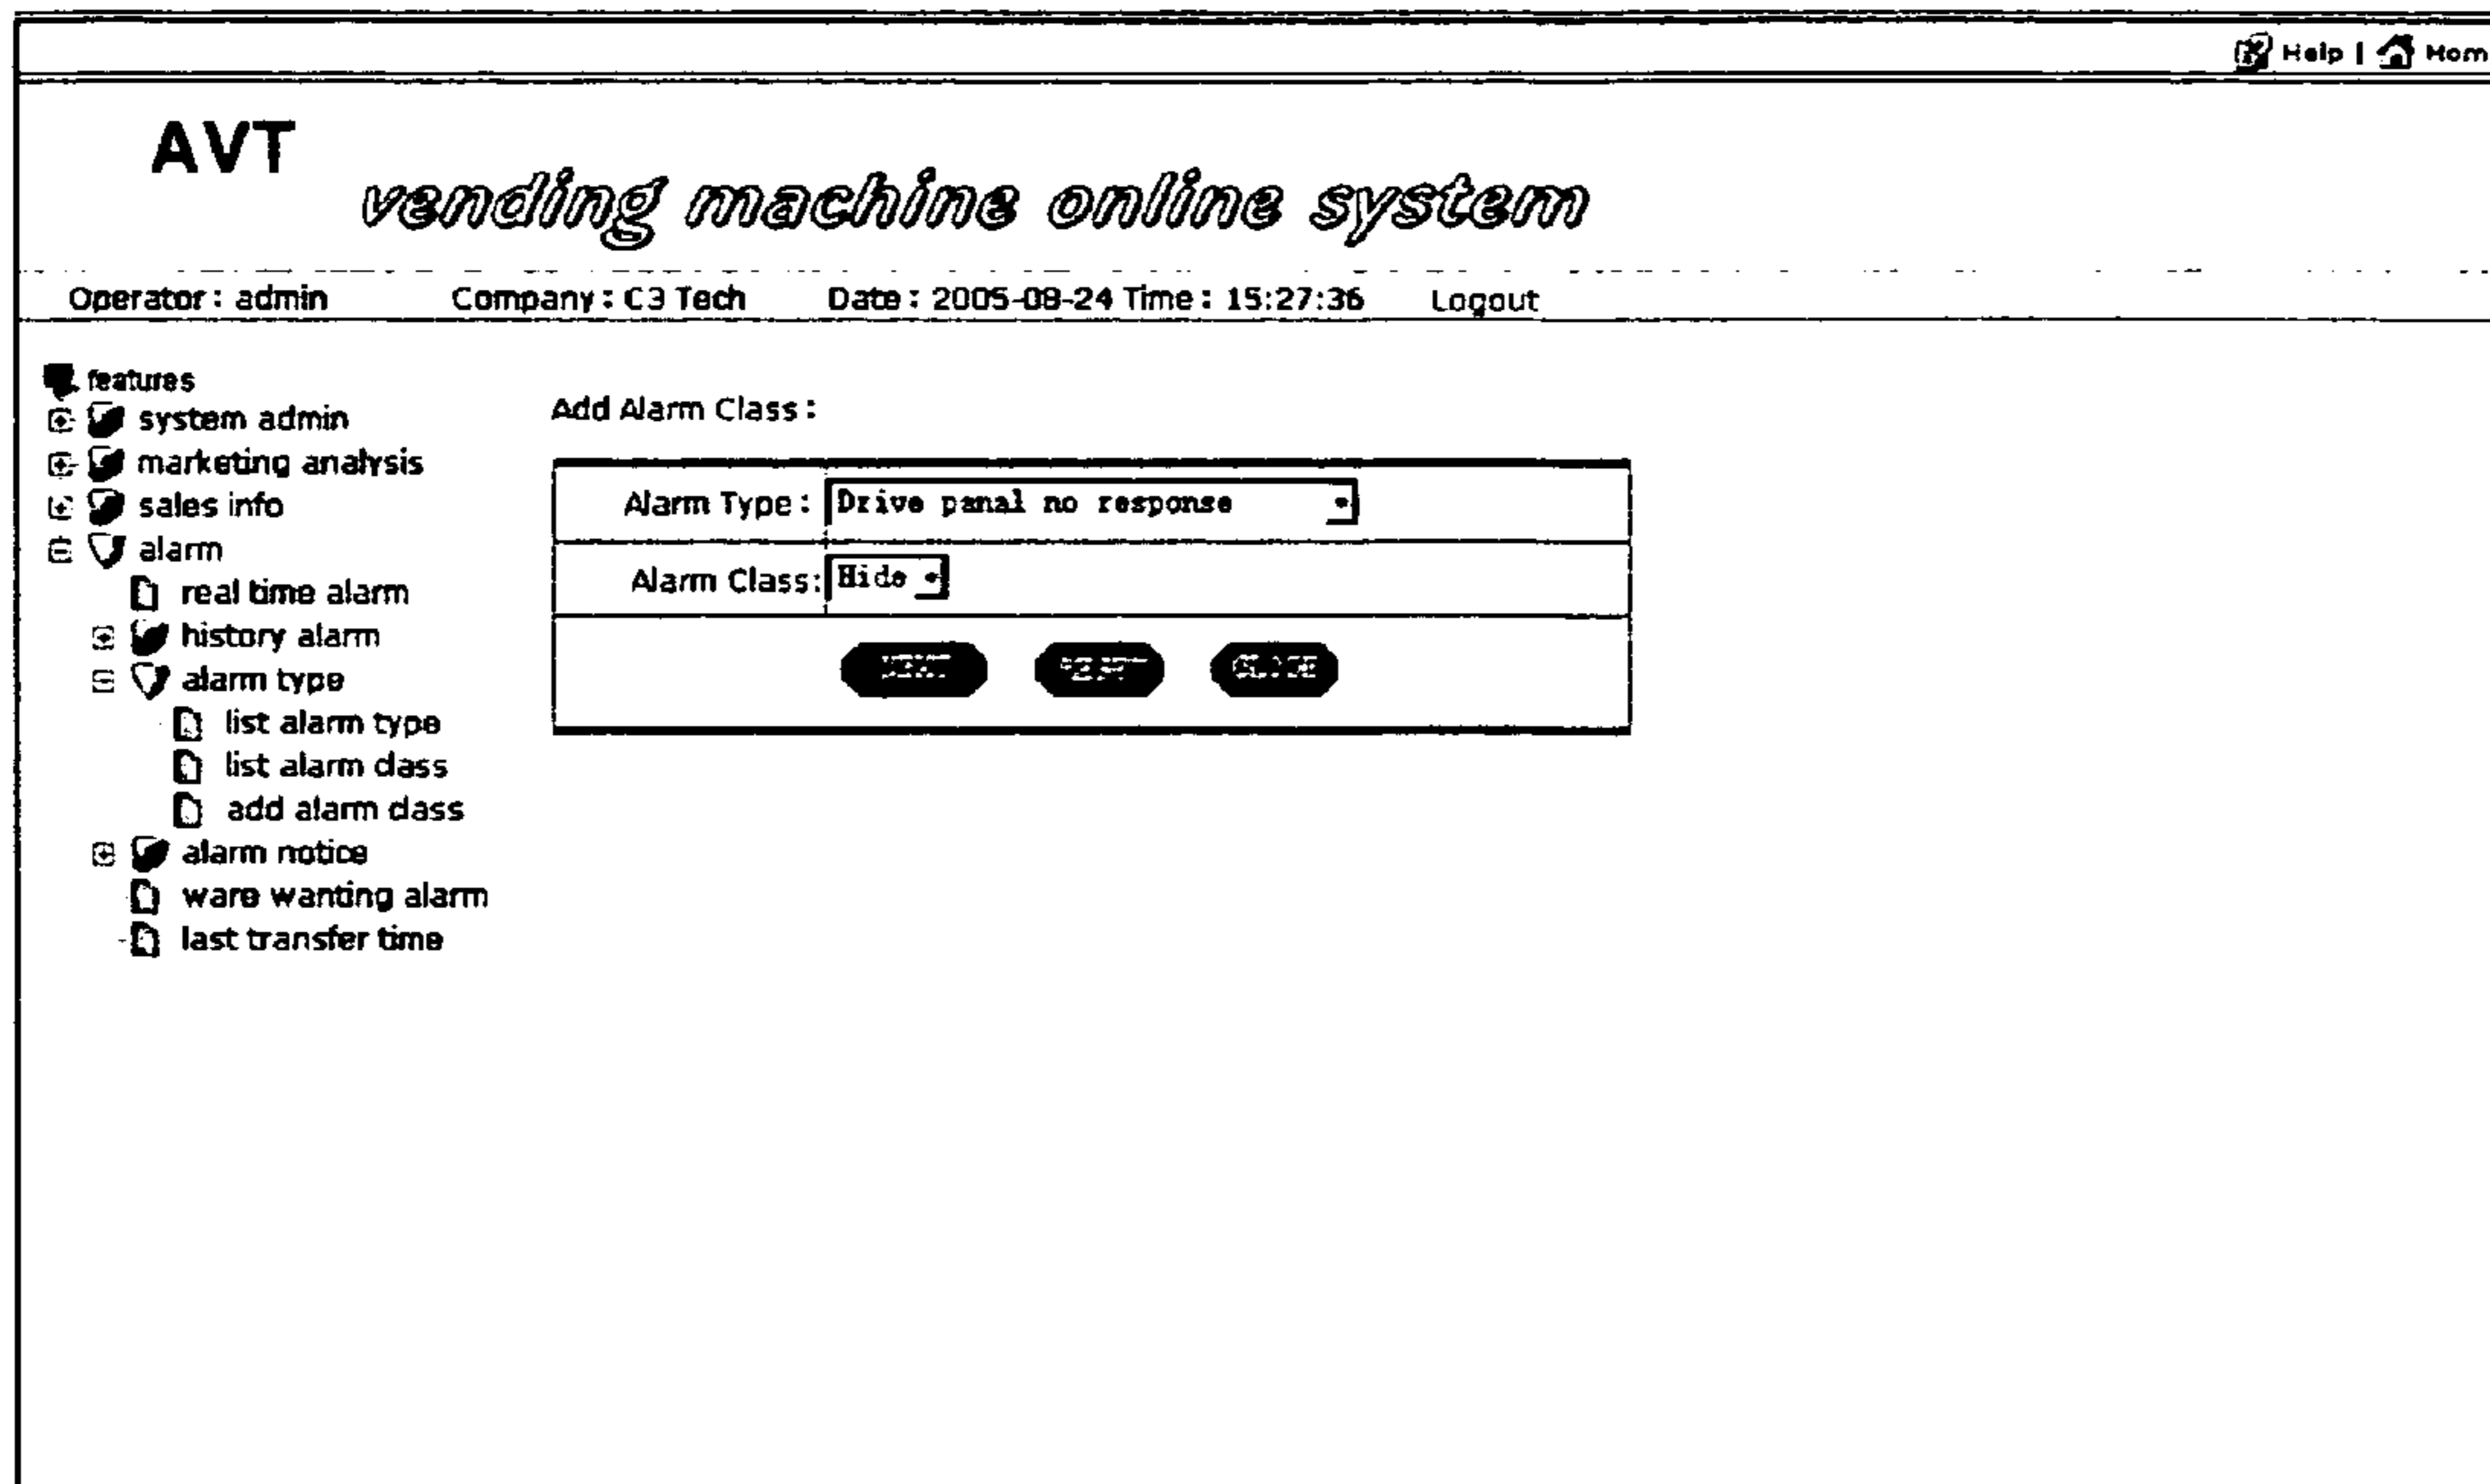 Help | Hom
AVT
vending machine online system
Operator : admin Company : C3 Tech Date : 2005-08-24 Time : 15:27:36 Logout
features
system admin
marketing analysis
sales info
alarm
real time alarm
history alarm
alarm type
list alarm type
list alarm class
add alarm class
alarm notice
ware wanting alarm
last transfer time
Add Alarm Class :
Alarm Type : Drive panal no response
Alarm Class: Hide